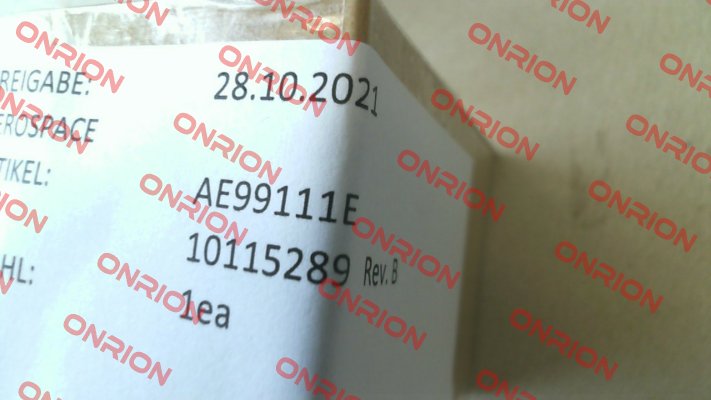 REIGABE: 28.10.2021
EROSPACE
TIKEL: AE99111E
10115289 Rev. B
HL: 1ea
ONRION